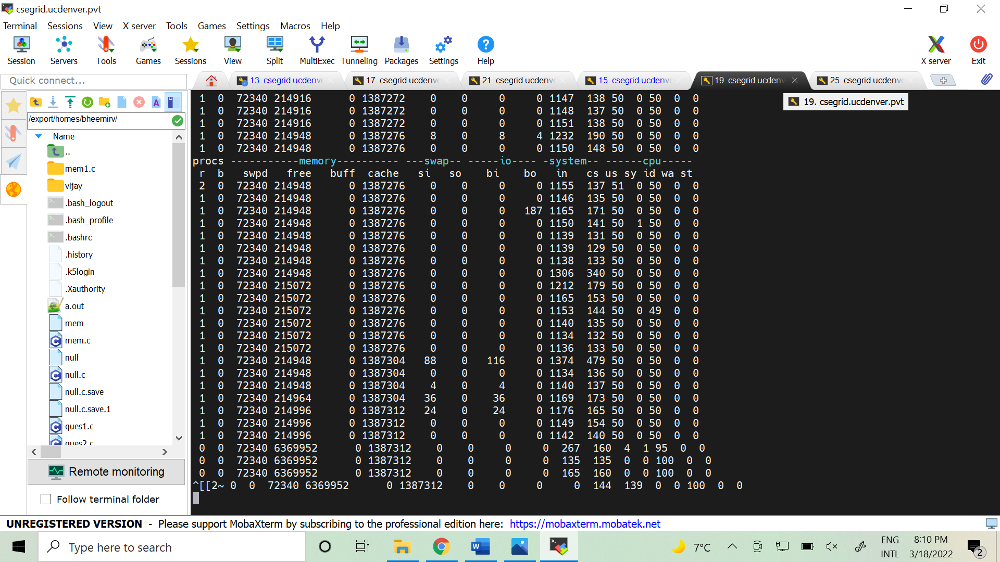 csegrid.ucdenver.pvt
Terminal Sessions View X server Tools Games Settings Macros Help
Session Servers Tools Games Sessions View Split MultiExec Tunneling Packages Settings Help X server Exit
Quick connect...
13. csegrid.ucdenve 17. csegrid.ucdenve 21. csegrid.ucdenve 15. csegrid.ucdenve 19. csegrid.ucden 25. csegrid.ucdenve
19. csegrid.ucdenver.pvt
/export/homes/bheemirv/
Name
..
mem1.c
vijay
.bash_logout
.bash_profile
.bashrc
.history
.k5login
.Xauthority
a.out
mem
mem.c
null
null.c
null.c.save
null.c.save.1
ques1.c
ques2.c
Remote monitoring
Follow terminal folder
1 0 72340 214916 0 1387272 0 0 0 0 1147 138 50 0 50 0 0
1 0 72340 214916 0 1387272 0 0 0 0 1148 137 50 0 50 0 0
1 0 72340 214916 0 1387272 0 0 0 0 1151 138 50 0 50 0 0
1 0 72340 214948 0 1387276 8 0 8 4 1232 190 50 0 50 0 0
1 0 72340 214948 0 1387276 0 0 0 0 1150 148 50 0 50 0 0
procs -----------memory---------- ---swap-- -----io---- -system-- ------cpu-----
r b swpd free buff cache si so bi bo in cs us sy id wa st
2 0 72340 214948 0 1387276 0 0 0 0 1155 137 51 0 50 0 0
1 0 72340 214948 0 1387276 0 0 0 0 1146 135 50 0 50 0 0
1 0 72340 214948 0 1387276 0 0 0 187 1165 171 50 0 50 0 0
1 0 72340 214948 0 1387276 0 0 0 0 1150 141 50 1 50 0 0
1 0 72340 214948 0 1387276 0 0 0 0 1139 131 50 0 50 0 0
1 0 72340 214948 0 1387276 0 0 0 0 1139 129 50 0 50 0 0
1 0 72340 214948 0 1387276 0 0 0 0 1138 133 50 0 50 0 0
1 0 72340 214948 0 1387276 0 0 0 0 1306 340 50 0 50 0 0
1 0 72340 215072 0 1387276 0 0 0 0 1212 179 50 0 50 0 0
1 0 72340 215072 0 1387276 0 0 0 0 1165 153 50 0 50 0 0
1 0 72340 215072 0 1387276 0 0 0 0 1153 144 50 0 49 0 0
1 0 72340 215072 0 1387276 0 0 0 0 1140 135 50 0 50 0 0
1 0 72340 215072 0 1387276 0 0 0 0 1134 132 50 0 50 0 0
1 0 72340 215072 0 1387276 0 0 0 0 1136 133 50 0 50 0 0
1 0 72340 214948 0 1387304 88 0 116 0 1374 479 50 0 50 0 0
1 0 72340 214948 0 1387304 0 0 0 0 1134 136 50 0 50 0 0
1 0 72340 214948 0 1387304 4 0 4 0 1140 137 50 0 50 0 0
1 0 72340 214964 0 1387304 36 0 36 0 1169 173 50 0 50 0 0
1 0 72340 214996 0 1387312 24 0 24 0 1176 165 50 0 50 0 0
1 0 72340 214996 0 1387312 0 0 0 0 1149 154 50 0 50 0 0
1 0 72340 214996 0 1387312 0 0 0 0 1142 140 50 0 50 0 0
0 0 72340 6369952 0 1387312 0 0 0 0 267 160 4 1 95 0 0
0 0 72340 6369952 0 1387312 0 0 0 0 135 135 0 0 100 0 0
0 0 72340 6369952 0 1387312 0 0 0 0 165 160 0 0 100 0 0
^[[2~ 0 0 72340 6369952 0 1387312 0 0 0 0 144 139 0 0 100 0 0
UNREGISTERED VERSION - Please support MobaXterm by subscribing to the professional edition here: https://mobaxterm.mobatek.net
Type here to search
7°C
ENG
INTL
8:10 PM
3/18/2022
2